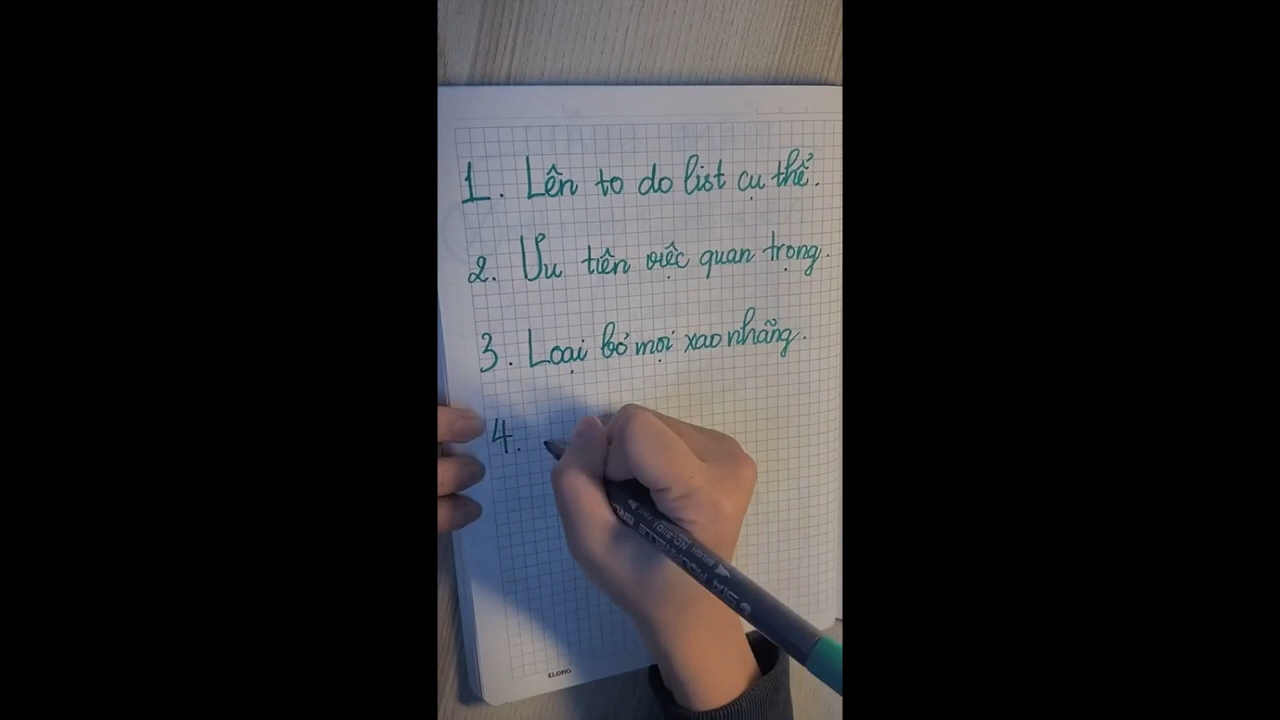 1. Lên to do list cụ thể.
2. Ưu tiên việc quan trọng.
3. Loại bỏ mọi xao nhãng.
4.
KLONG